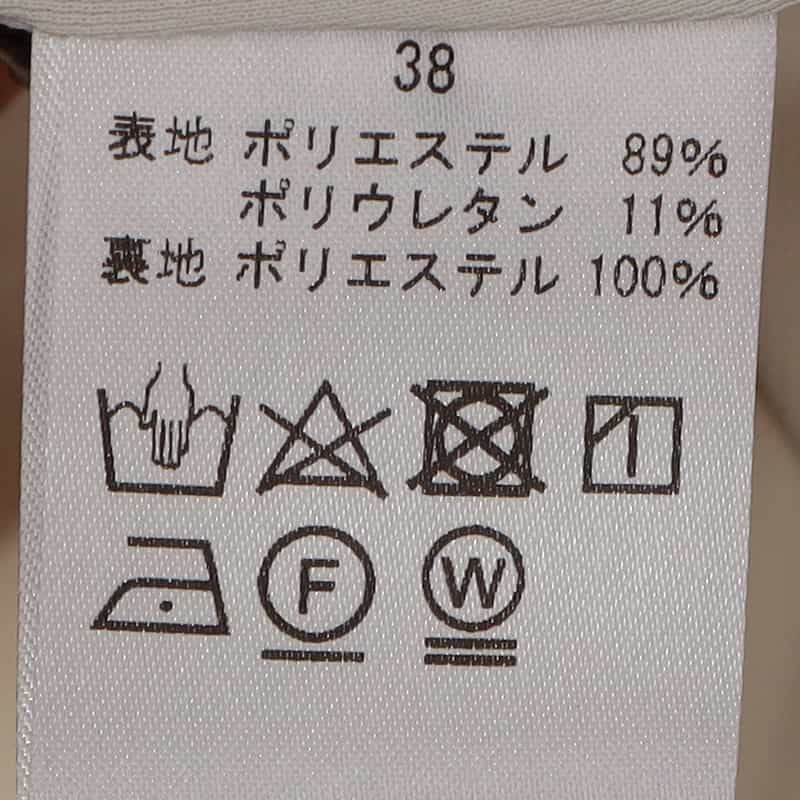 38
表地 ポリエステル 89%
ポリウレタン 11%
裏地 ポリエステル 100%
F W